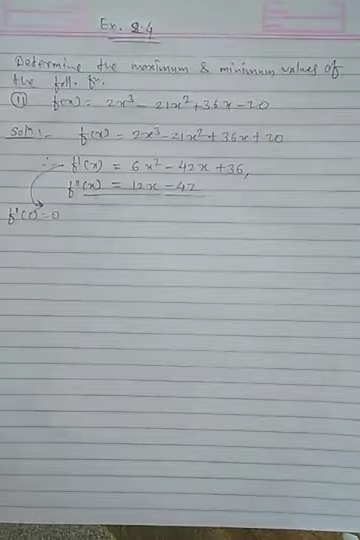 Ex. 2.4
Determine the maximum & minimum values of
the foll. fⁿ.
(1) f(x) = 2x³ - 21x² + 36x - 20
Solⁿ:- f(x) = 2x³ - 21x² + 36x + 20
∴ f'(x) = 6x² - 42x + 36,
f''(x) = 12x - 42
f'(x) = 0